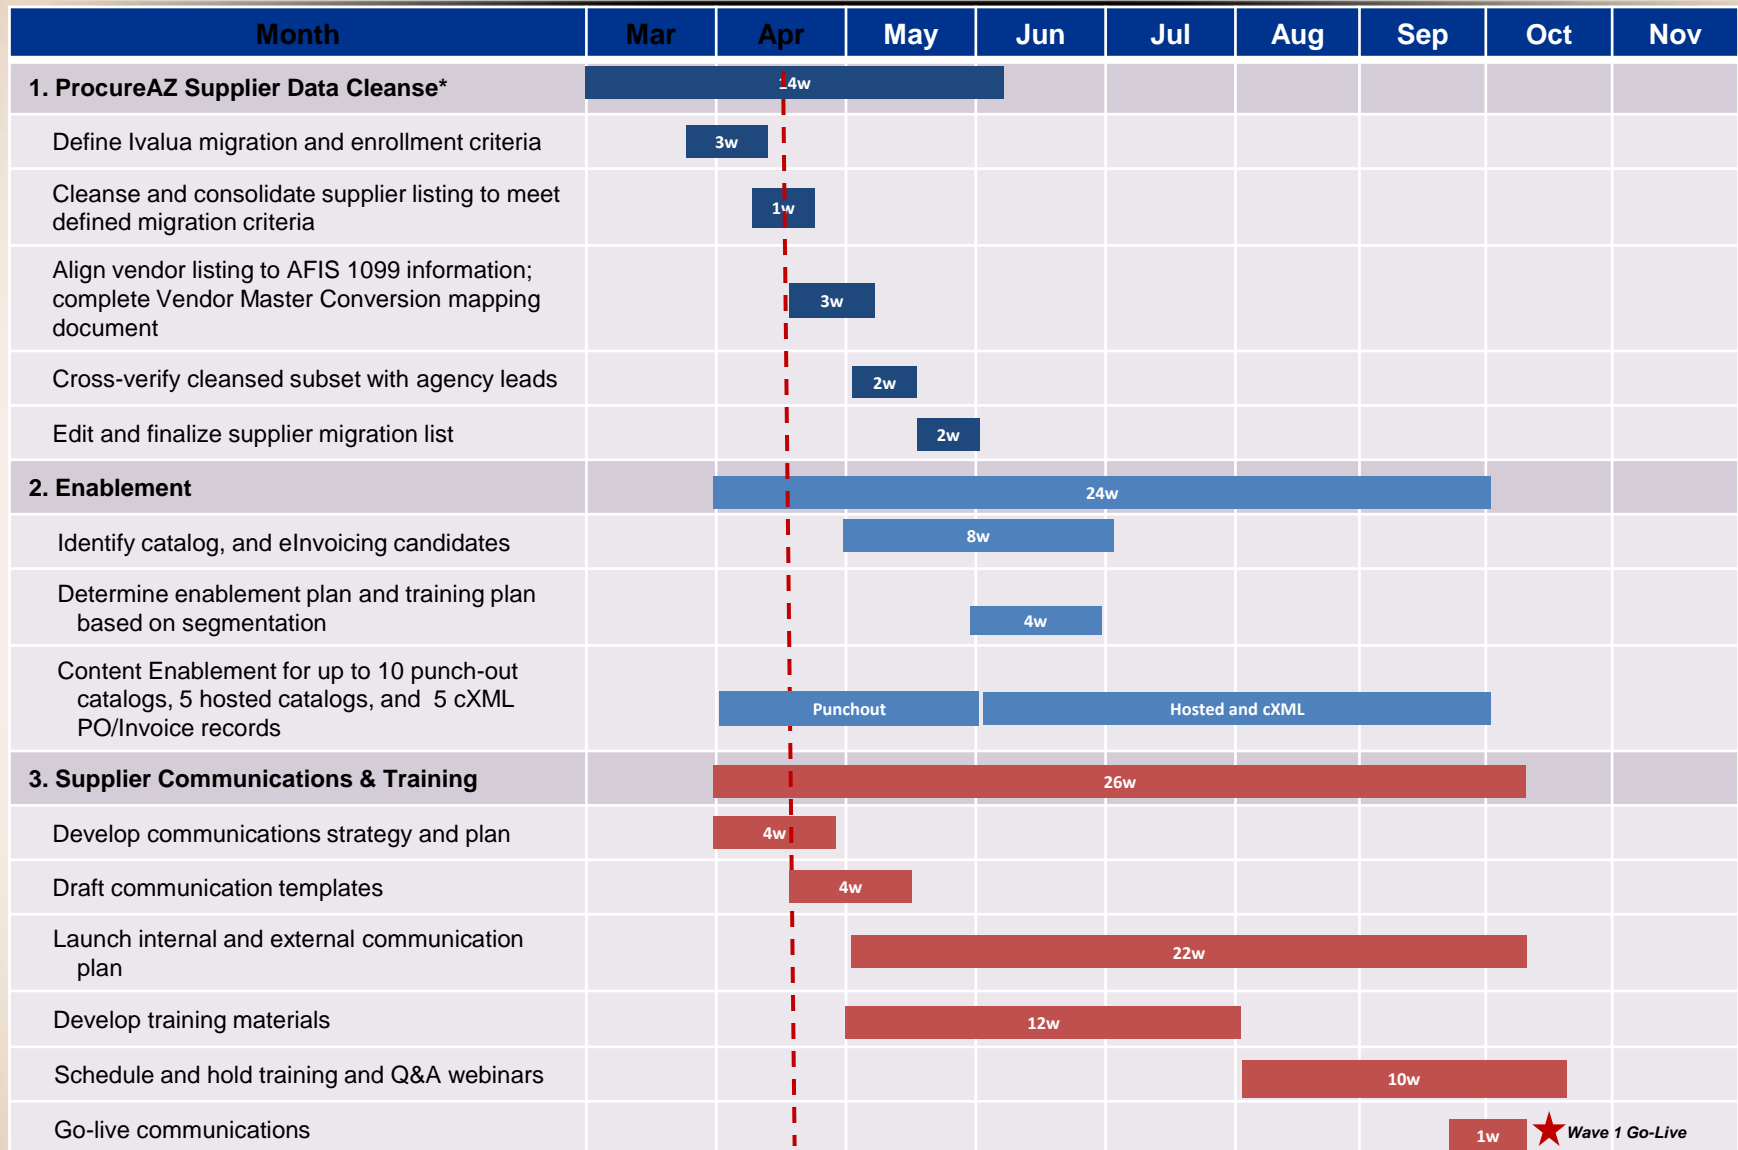 Month Mar Apr May Jun Jul Aug Sep Oct Nov
1. ProcureAZ Supplier Data Cleanse* 14w
Define Ivalua migration and enrollment criteria 3w
Cleanse and consolidate supplier listing to meet
defined migration criteria
1w
Align vendor listing to AFIS 1099 information;
complete Vendor Master Conversion mapping
document
3w
Cross-verify cleansed subset with agency leads 2w
Edit and finalize supplier migration list 2w
2. Enablement 24w
Identify catalog, and eInvoicing candidates 8w
Determine enablement plan and training plan
based on segmentation
4w
Content Enablement for up to 10 punch-out
catalogs, 5 hosted catalogs, and 5 cXML
PO/Invoice records
Punchout Hosted and cXML
3. Supplier Communications & Training 26w
Develop communications strategy and plan 4w
Draft communication templates 4w
Launch internal and external communication
plan
22w
Develop training materials 12w
Schedule and hold training and Q&A webinars 10w
Go-live communications 1w Wave 1 Go-Live